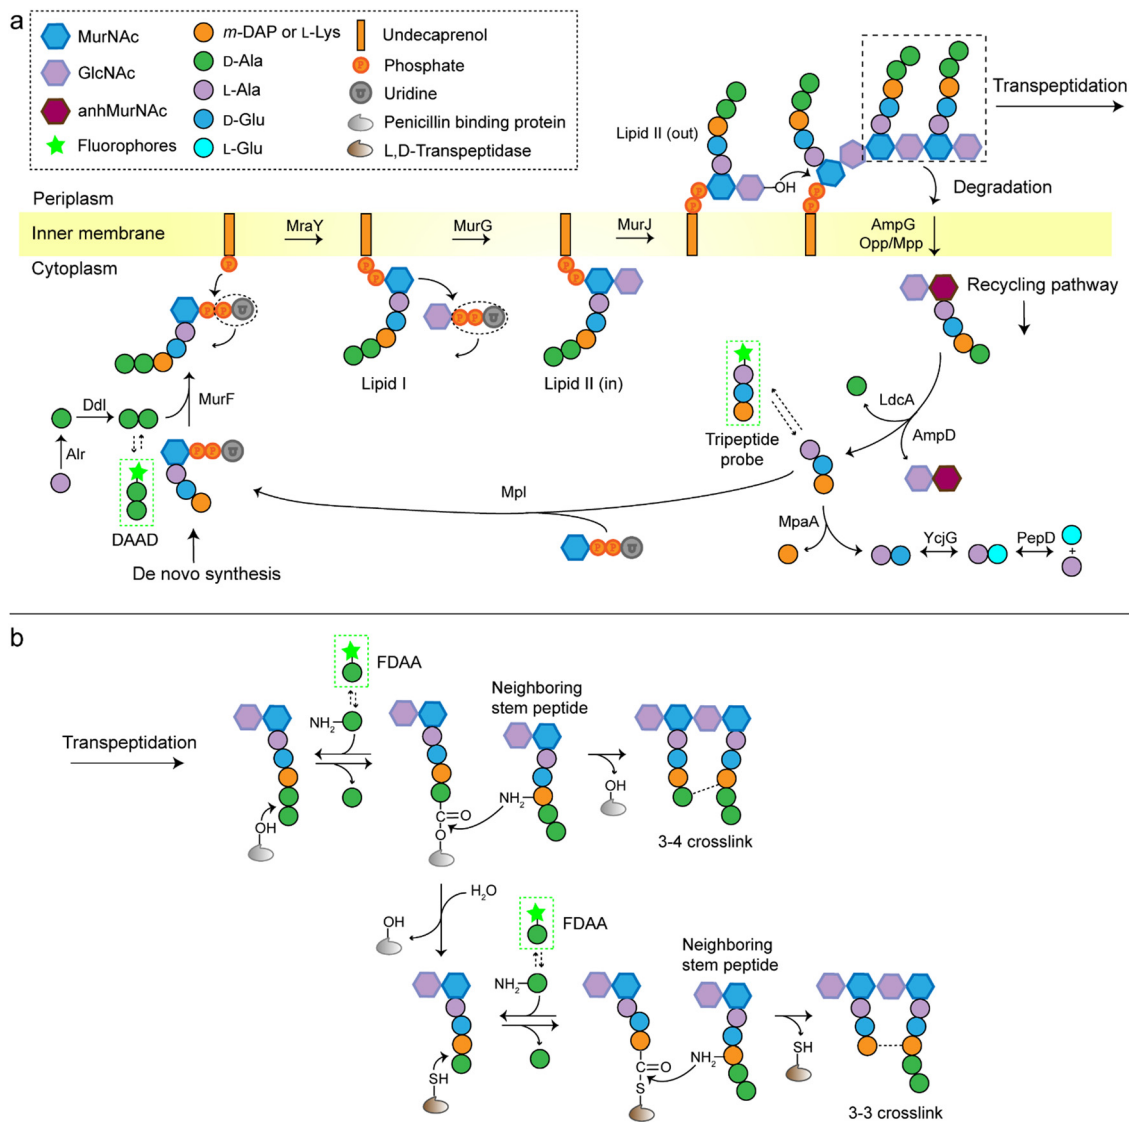 a
MurNAc
GlcNAc
anhMurNAc
Fluorophores
m-DAP or L-Lys
D-Ala
L-Ala
D-Glu
L-Glu
Undecaprenol
P Phosphate
U Uridine
Penicillin binding protein
L,D-Transpeptidase
Lipid II (out)
OH
Transpeptidation
Degradation
Periplasm
Inner membrane
Cytoplasm
MraY
MurG
MurJ
AmpG
Opp/Mpp
P
P
P
P
P
P
P
P
P
P P U
P P U
Lipid I
Lipid II (in)
Recycling pathway
Ddl
MurF
Alr
P P U
DAAD
De novo synthesis
Tripeptide
probe
LdcA
AmpD
Mpl
P P U
MpaA
YcjG
PepD
+
b
FDAA
Neighboring
stem peptide
Transpeptidation
NH2
OH
C=O
O
NH2
OH
3-4 crosslink
H2O
OH
FDAA
Neighboring
stem peptide
NH2
SH
C=O
S
NH2
SH
3-3 crosslink